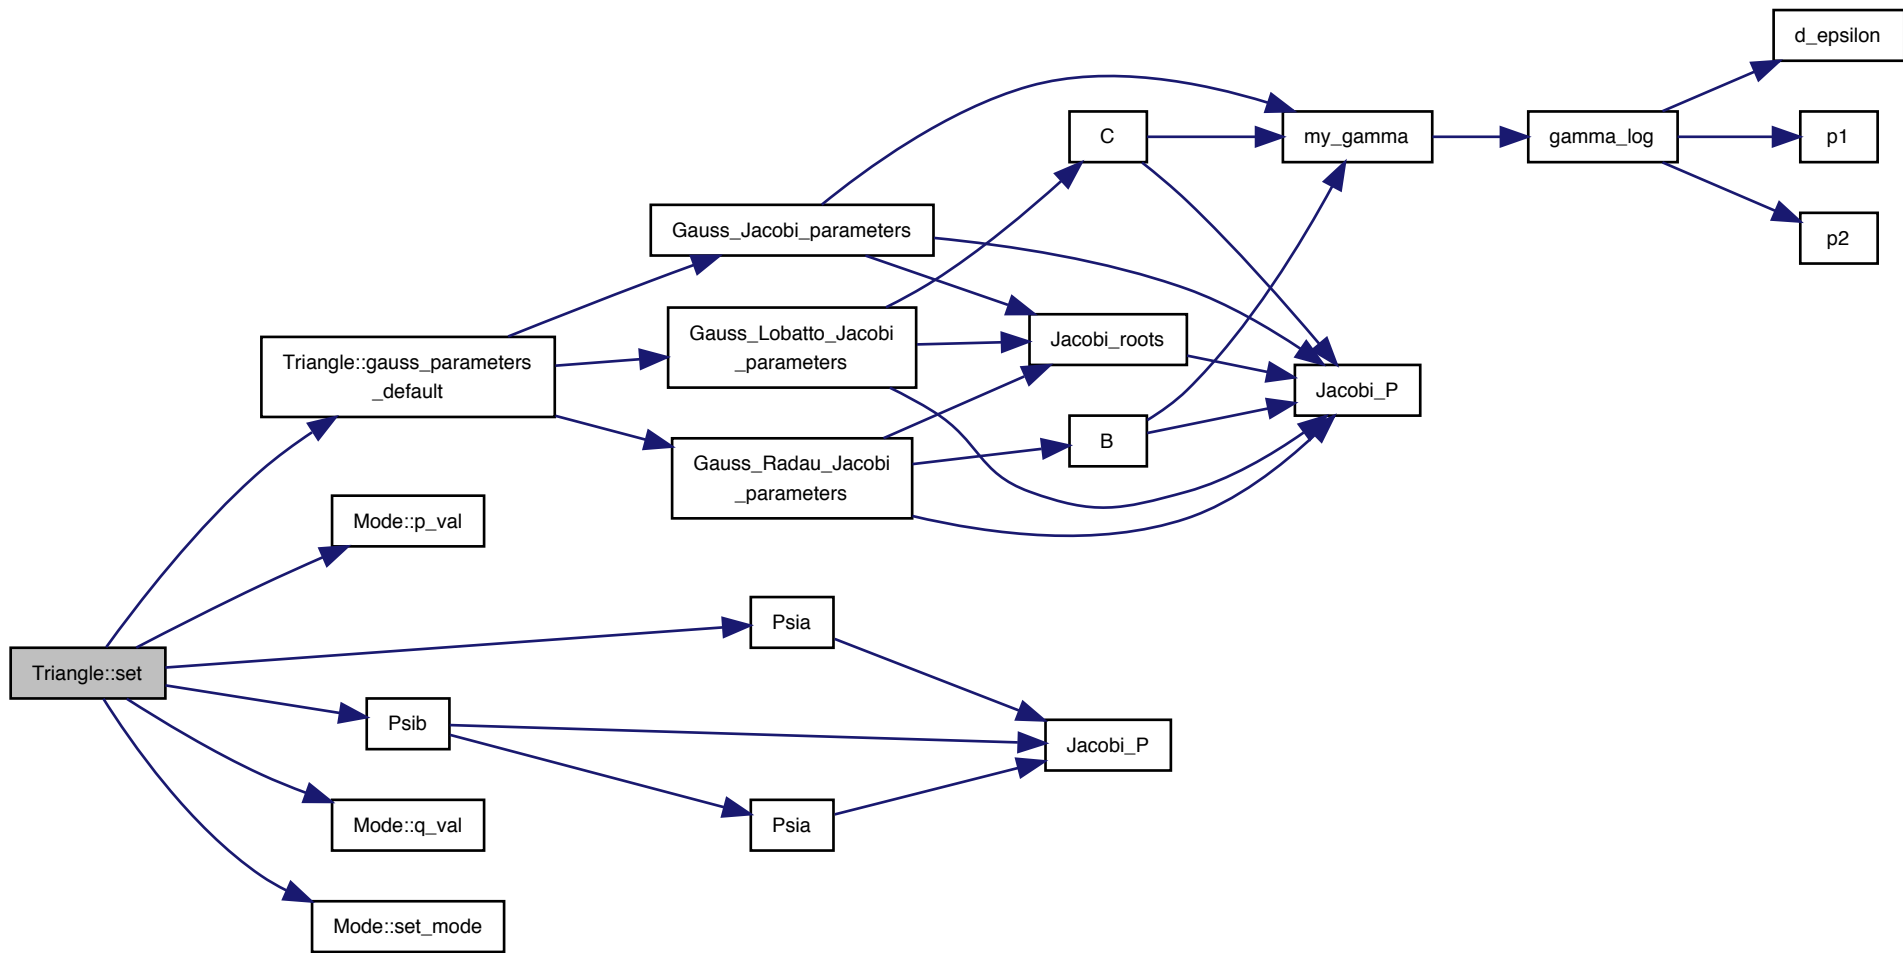 d_epsilon
C
my_gamma
gamma_log
p1
Gauss_Jacobi_parameters
p2
Gauss_Lobatto_Jacobi
_parameters
Jacobi_roots
Triangle::gauss_parameters
_default
Jacobi_P
B
Gauss_Radau_Jacobi
_parameters
Mode::p_val
Psia
Triangle::set
Psib
Jacobi_P
Mode::q_val
Psia
Mode::set_mode